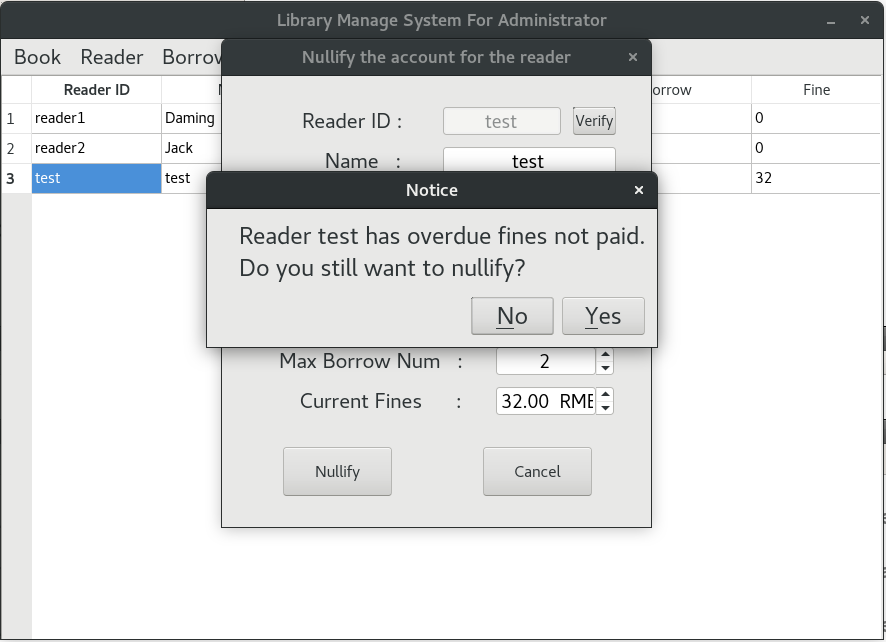 Library Manage System For Administrator
Book Reader
Nullify the account for the reader
Reader ID Fine
1 reader1 Daming 0
2 reader2 Jack 0
3 test test 32
Reader ID : test Verify
Name : test
Notice
Reader test has overdue fines not paid.
Do you still want to nullify?
No Yes
Max Borrow Num : 2
Current Fines : 32.00 RMB
Nullify Cancel